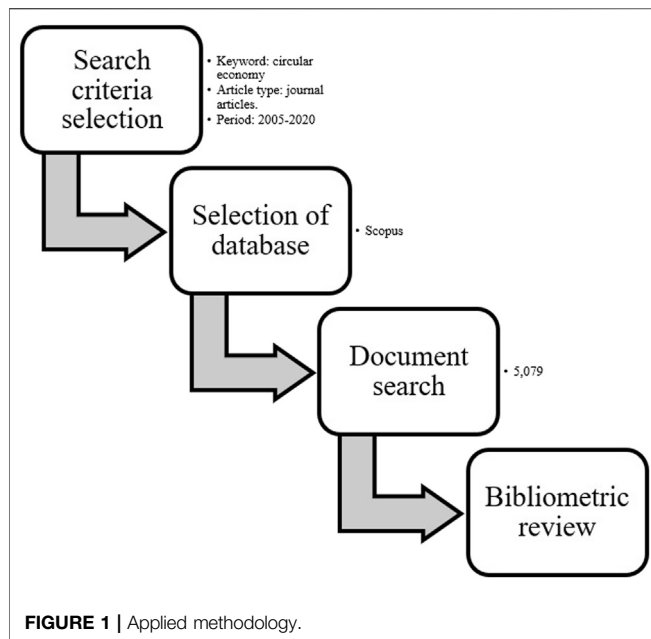 Search
criteria
selection
• Keyword: circular
economy
• Article type: journal
articles.
• Period: 2005-2020
Selection of
database
• Scopus
Document
search
• 5,079
Bibliometric
review
FIGURE 1 | Applied methodology.